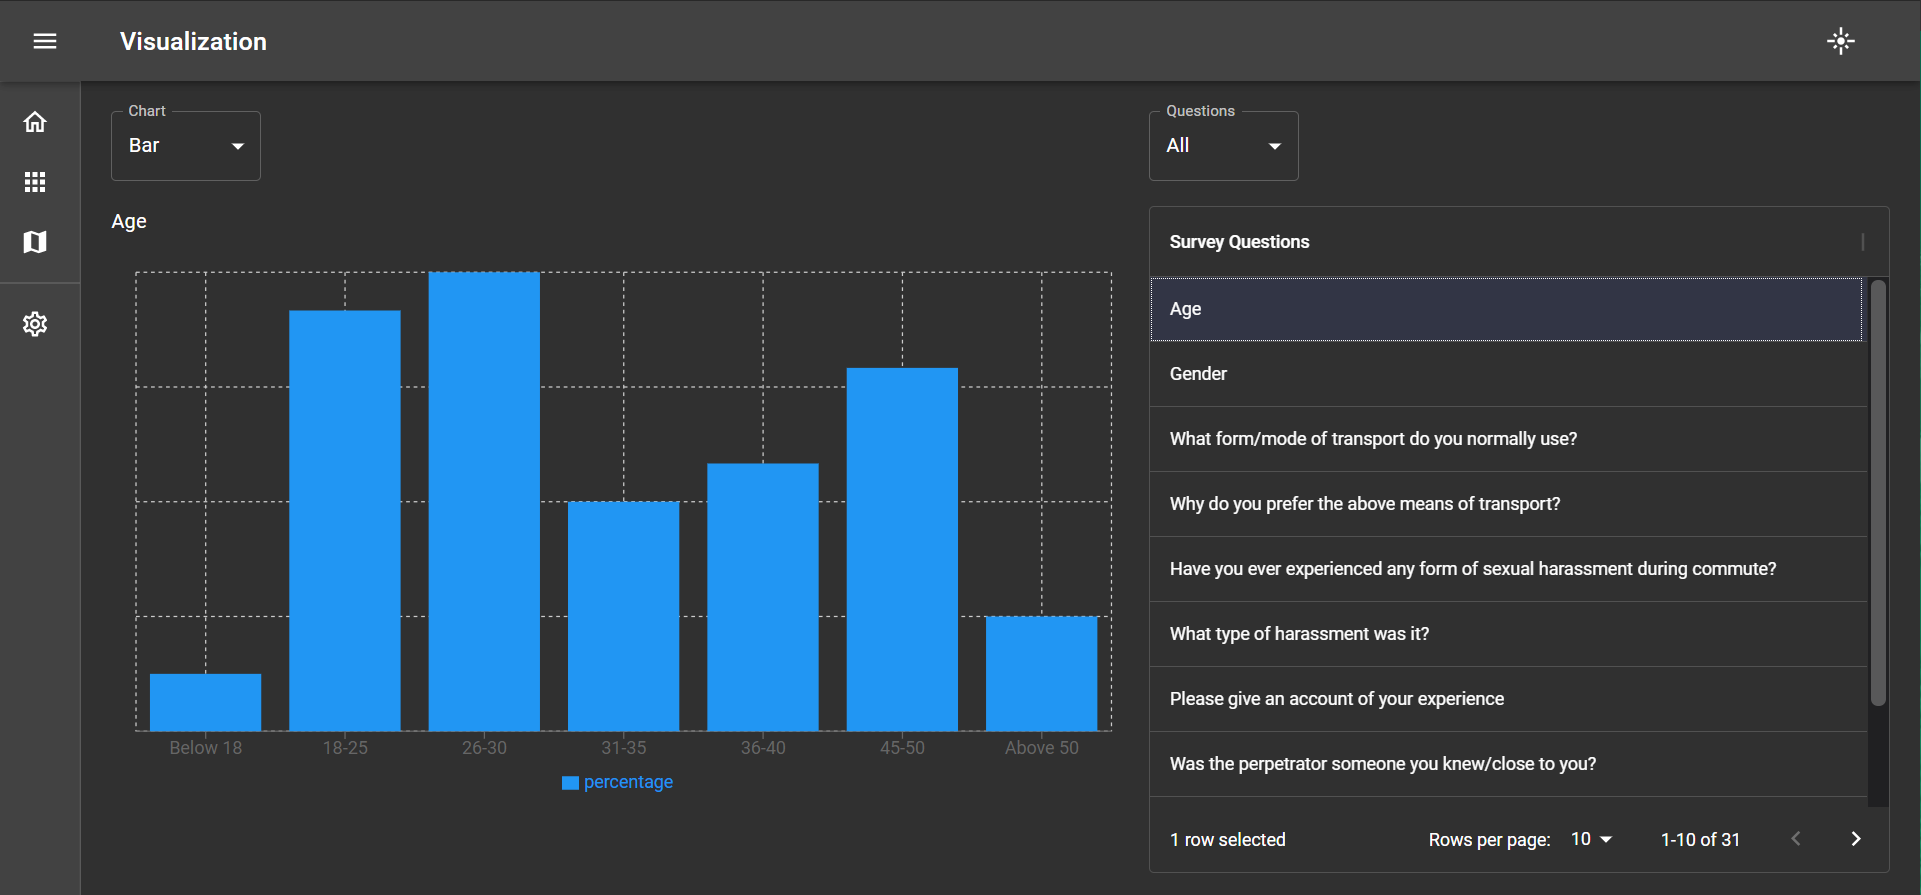 Visualization
Chart
Bar
Age
Below 18
18-25
26-30
31-35
36-40
45-50
Above 50
percentage
Questions
All
Survey Questions
Age
Gender
What form/mode of transport do you normally use?
Why do you prefer the above means of transport?
Have you ever experienced any form of sexual harassment during commute?
What type of harassment was it?
Please give an account of your experience
Was the perpetrator someone you knew/close to you?
1 row selected
Rows per page: 10
1-10 of 31